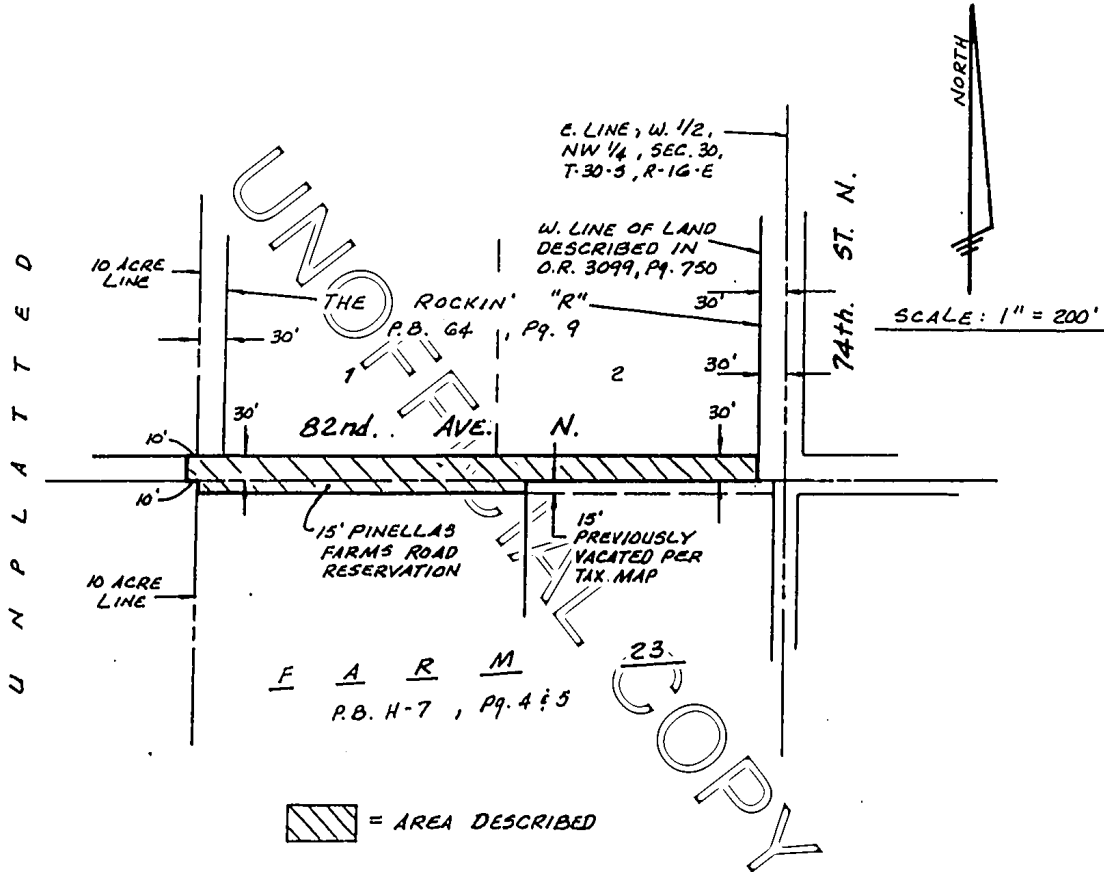 NORTH
E. LINE, W. 1/2,
NW 1/4, SEC. 30,
T-30-S, R-16-E
74th. ST. N.
W. LINE OF LAND
DESCRIBED IN
O.R. 3099, Pg. 750
SCALE: 1" = 200'
UNPLATTED
10 ACRE
LINE
THE ROCKIN' "R"
P.B. 64, Pg. 9
30'
30'
30'
1
2
30'
30'
82nd. AVE. N.
10'
10'
15' PINELLAS
FARMS ROAD
RESERVATION
15'
PREVIOUSLY
VACATED PER
TAX MAP
10 ACRE
LINE
FARM 23
P.B. H-7, Pg. 4 & 5
= AREA DESCRIBED
UNOFFICIAL COPY